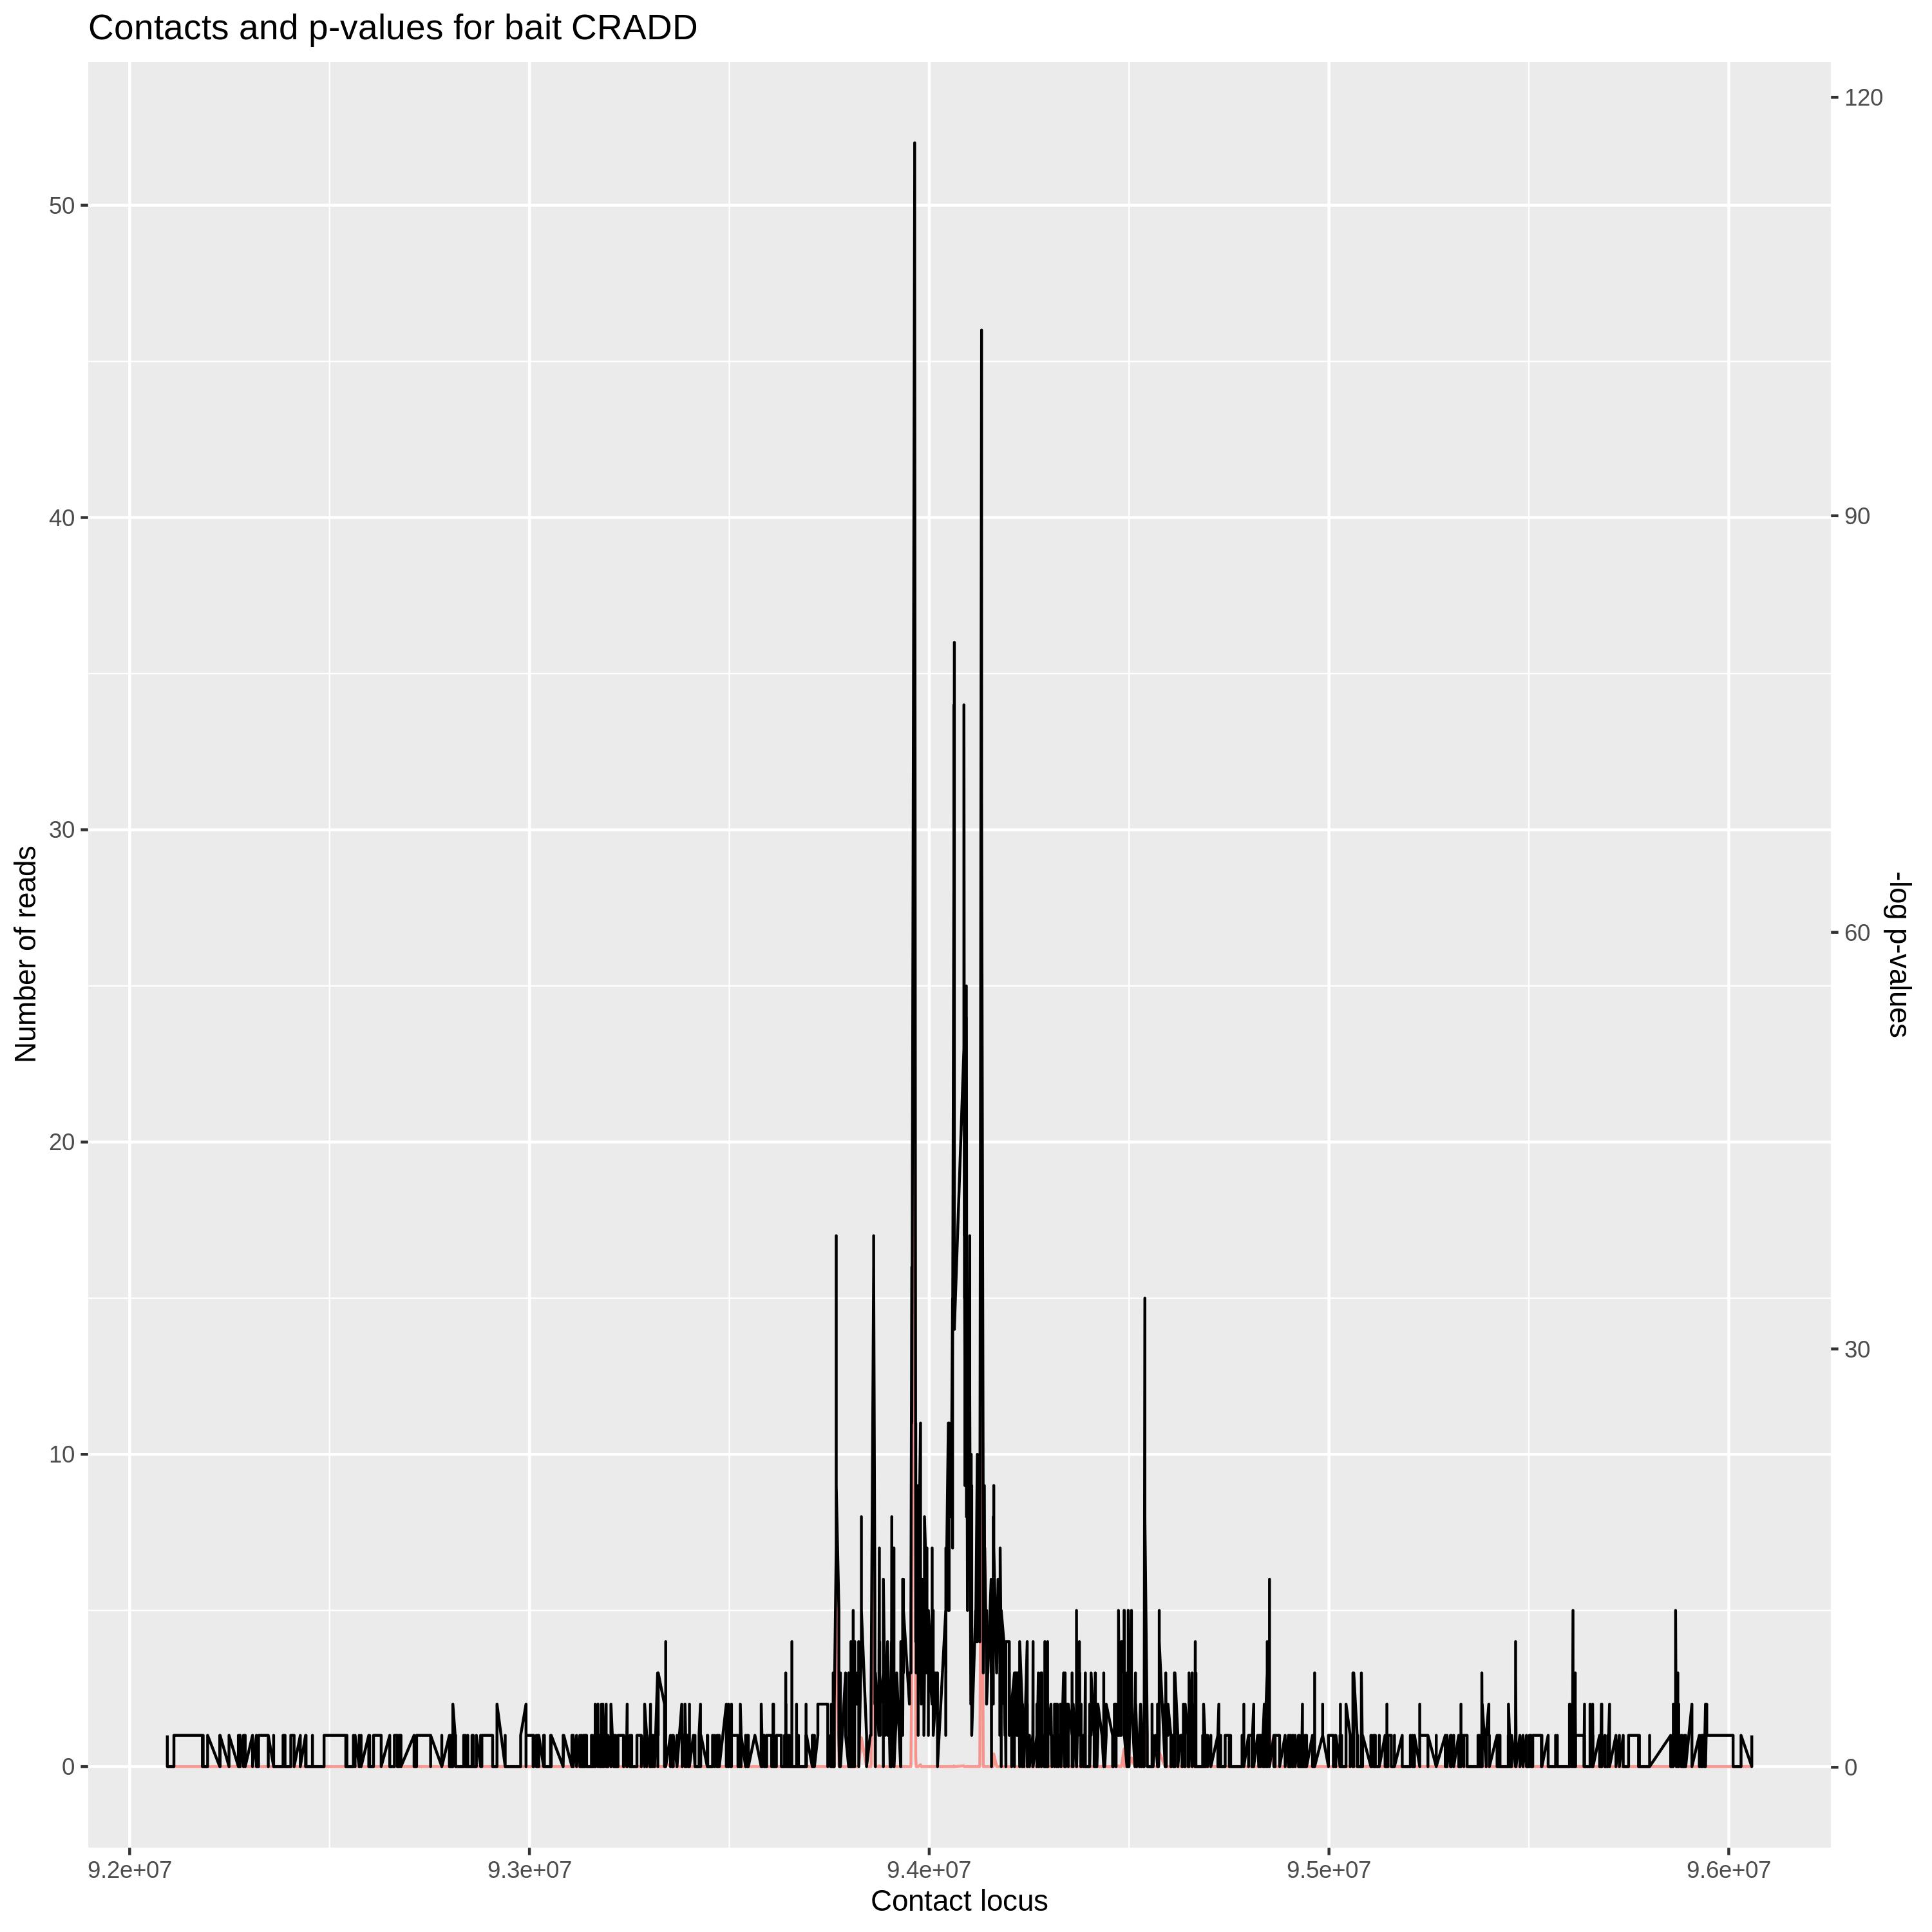 Contacts and p-values for bait CRADD
120
50
40
90
30
Number of reads
-log p-values
60
20
30
10
0
0
9.2e+07
9.3e+07
9.4e+07
9.5e+07
9.6e+07
Contact locus